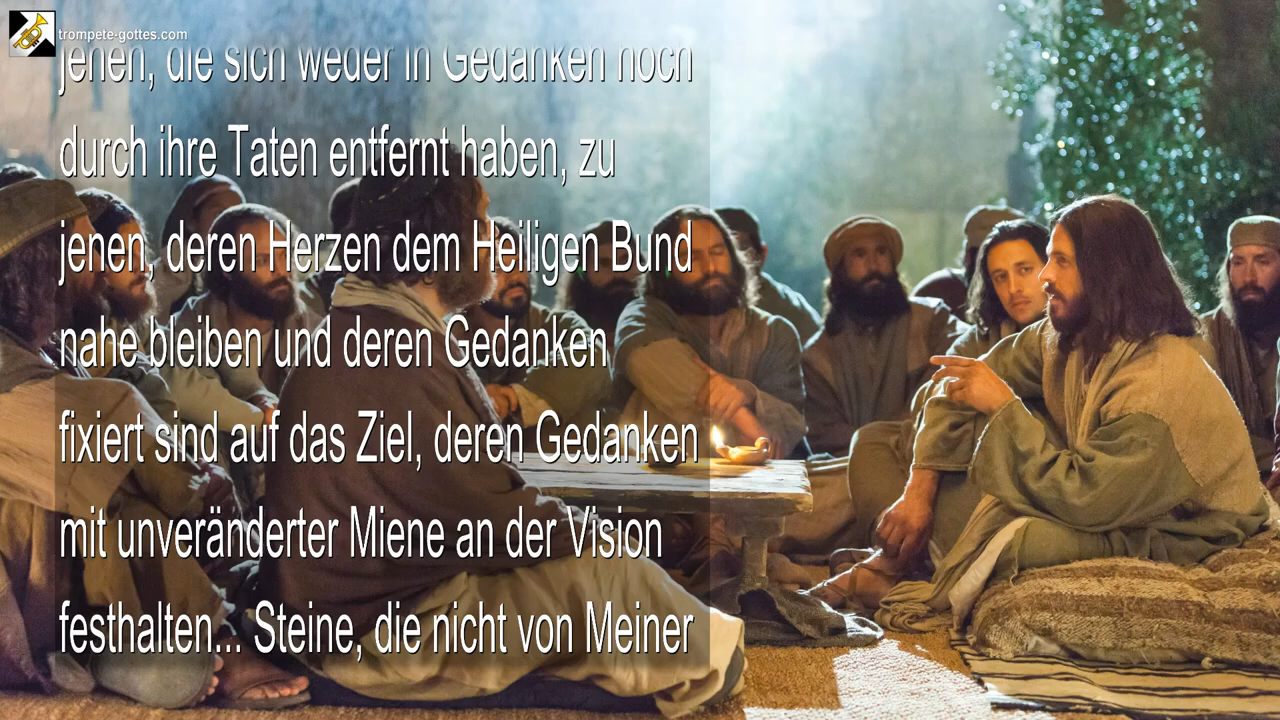 trompete-gottes.com
jenen, die sich weder in Gedanken noch
durch ihre Taten entfernt haben, zu
jenen, deren Herzen dem Heiligen Bund
nahe bleiben und deren Gedanken
fixiert sind auf das Ziel, deren Gedanken
mit unveränderter Miene an der Vision
festhalten... Steine, die nicht von Meiner